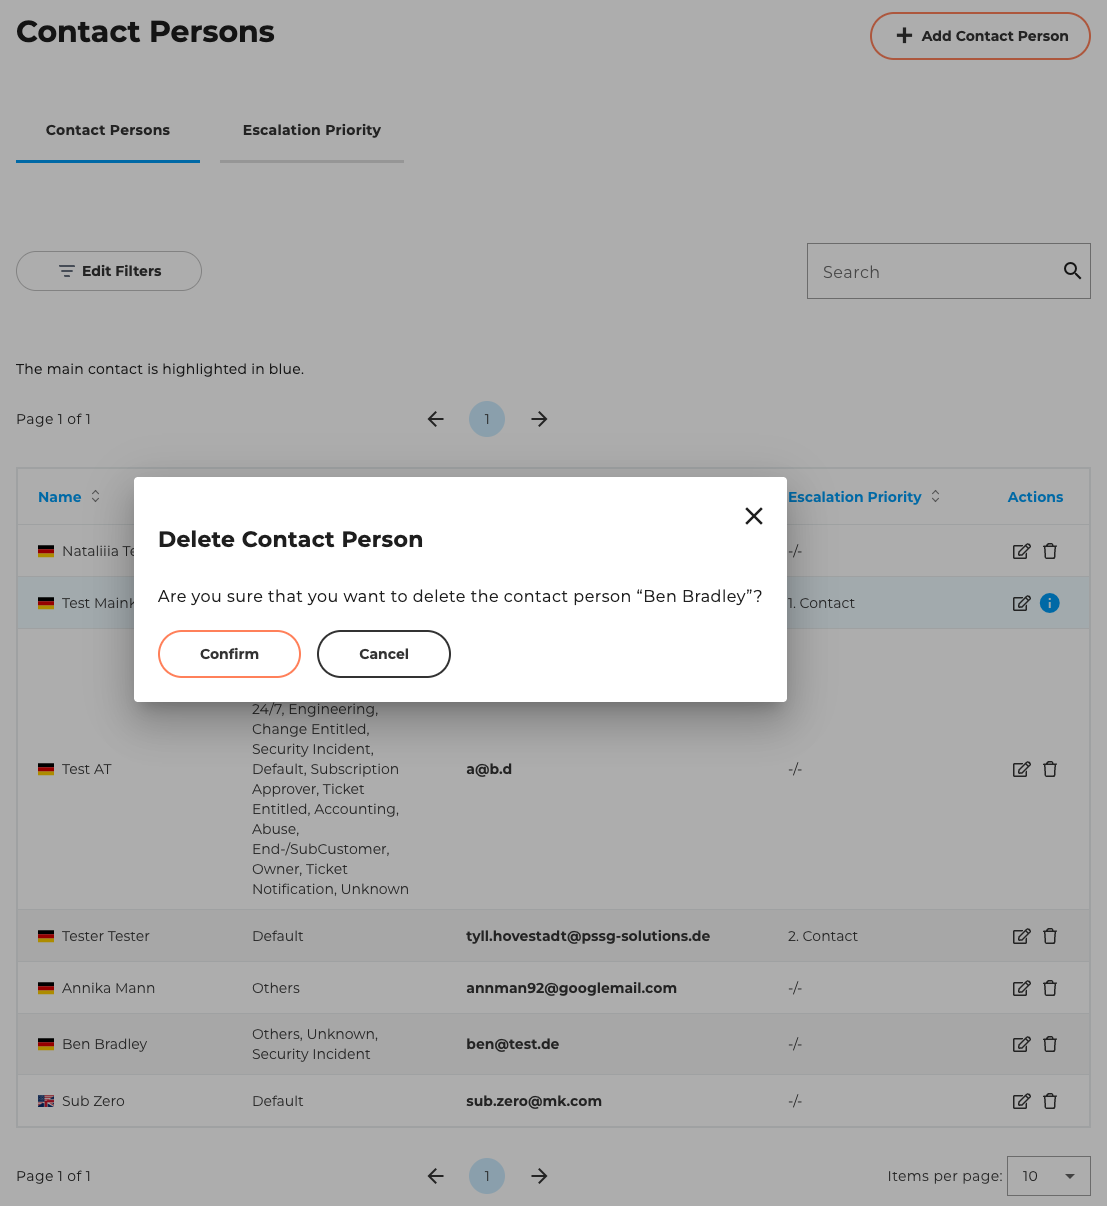 Contact Persons
Add Contact Person
Contact Persons
Escalation Priority
Edit Filters
Search
The main contact is highlighted in blue.
Page 1 of 1
1
Name
Escalation Priority
Actions
Nataliiia
-/-
Test
1. Contact
Delete Contact Person
Are you sure that you want to delete the contact person “Ben Bradley”?
Confirm
Cancel
24/7, Engineering,
Change Entitled,
Security Incident,
Default, Subscription
Approver, Ticket
Entitled, Accounting,
Abuse,
End-/SubCustomer,
Owner, Ticket
Notification, Unknown
Test AT
a@b.d
-/-
Tester Tester
Default
tyll.hovestadt@pssg-solutions.de
2. Contact
Annika Mann
Others
annman92@googlemail.com
-/-
Ben Bradley
Others, Unknown,
Security Incident
ben@test.de
-/-
Sub Zero
Default
sub.zero@mk.com
-/-
Page 1 of 1
1
Items per page:
10